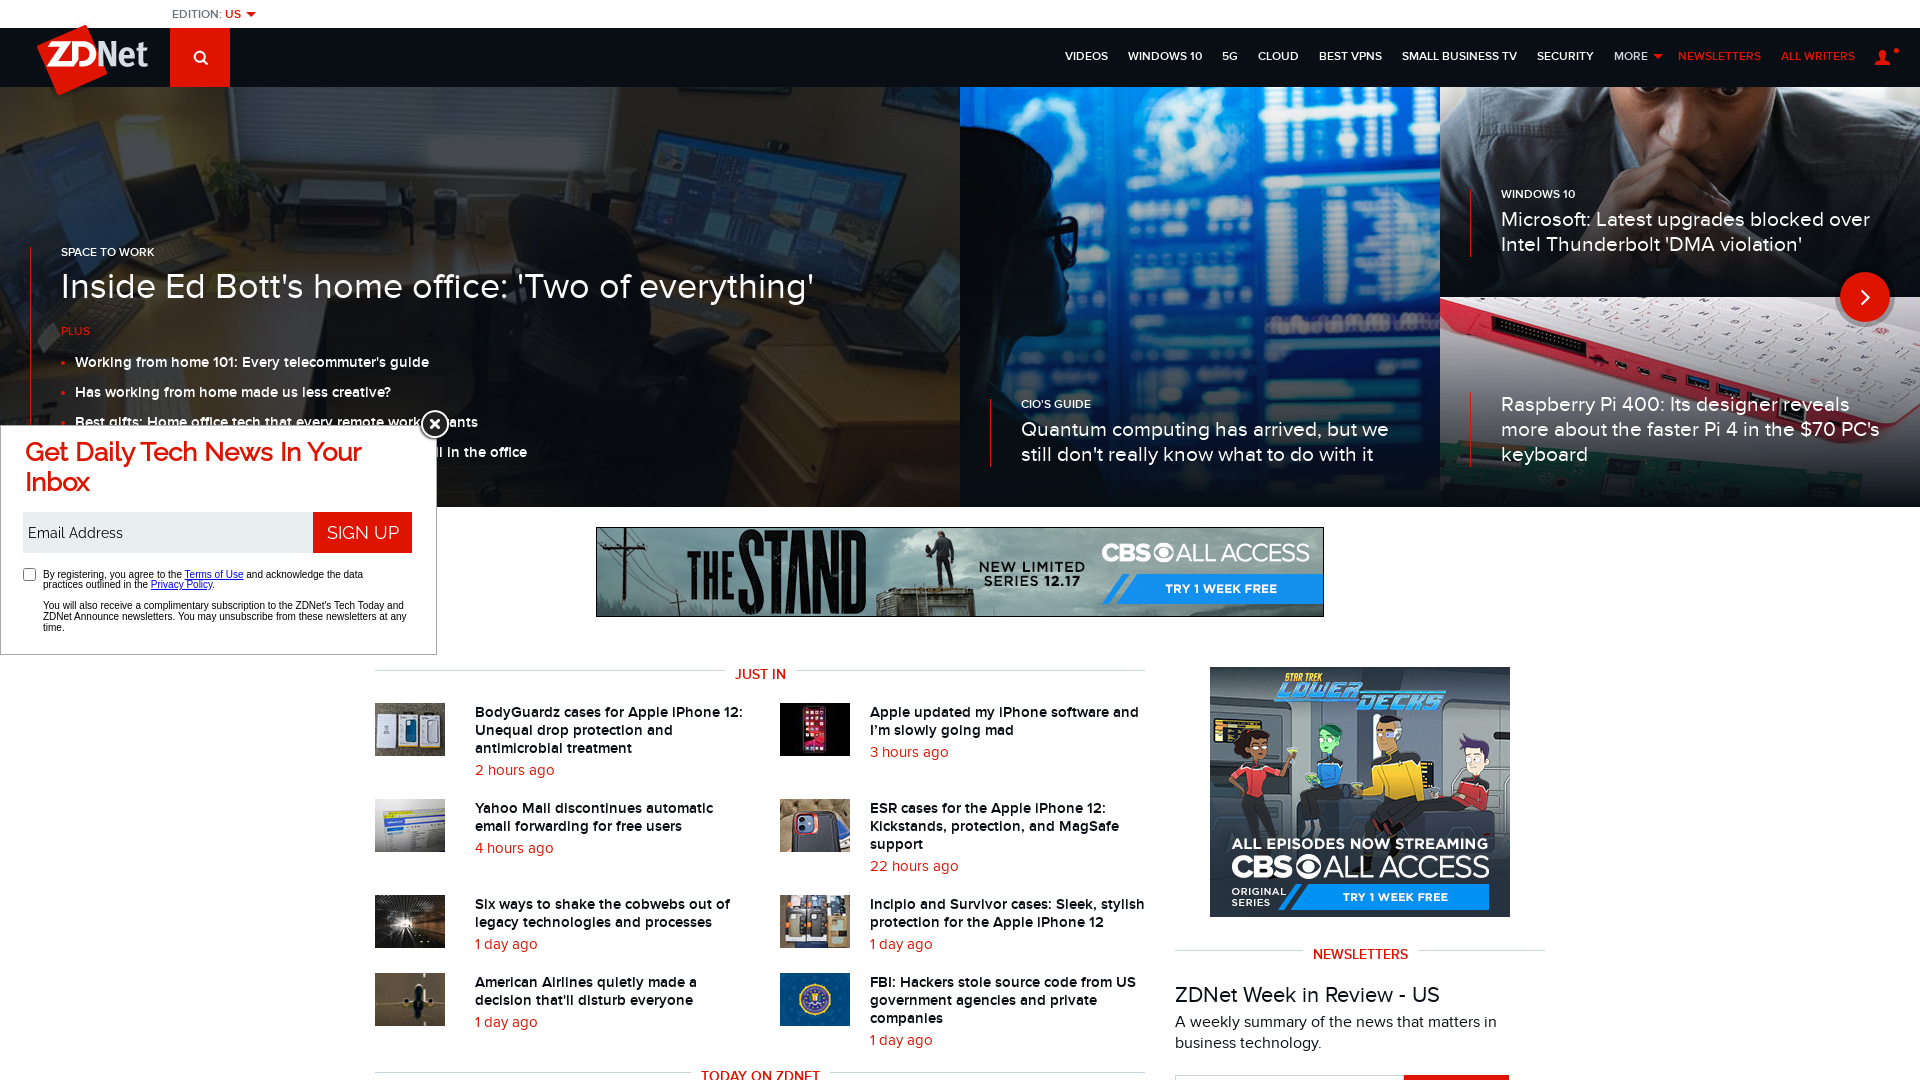 EDITION: US
ZDNet
VIDEOS WINDOWS 10 5G CLOUD BEST VPNS SMALL BUSINESS TV SECURITY MORE NEWSLETTERS ALL WRITERS
SPACE TO WORK
Inside Ed Bott's home office: 'Two of everything'
PLUS
Working from home 101: Every telecommuter's guide
Has working from home made us less creative?
Best gifts: Home office tech that every remote work ants
in the office
CIO'S GUIDE
Quantum computing has arrived, but we
still don't really know what to do with it
WINDOWS 10
Microsoft: Latest upgrades blocked over
Intel Thunderbolt 'DMA violation'
Raspberry Pi 400: Its designer reveals
more about the faster Pi 4 in the $70 PC's
keyboard
Get Daily Tech News In Your
Inbox
Email Address
SIGN UP
By registering, you agree to the Terms of Use and acknowledge the data
practices outlined in the Privacy Policy.
You will also receive a complimentary subscription to the ZDNet's Tech Today and
ZDNet Announce newsletters. You may unsubscribe from these newsletters at any
time.
THE STAND
NEW LIMITED
SERIES 12.17
CBS ALL ACCESS
TRY 1 WEEK FREE
JUST IN
BodyGuardz cases for Apple iPhone 12:
Unequal drop protection and
antimicrobial treatment
2 hours ago
Apple updated my iPhone software and
I’m slowly going mad
3 hours ago
Yahoo Mail discontinues automatic
email forwarding for free users
4 hours ago
ESR cases for the Apple iPhone 12:
Kickstands, protection, and MagSafe
support
22 hours ago
Six ways to shake the cobwebs out of
legacy technologies and processes
1 day ago
Incipio and Survivor cases: Sleek, stylish
protection for the Apple iPhone 12
1 day ago
American Airlines quietly made a
decision that'll disturb everyone
1 day ago
FBI: Hackers stole source code from US
government agencies and private
companies
1 day ago
TODAY ON ZDNET
STAR TREK
LOWER DECKS
ALL EPISODES NOW STREAMING
CBS ALL ACCESS
ORIGINAL
SERIES
TRY 1 WEEK FREE
NEWSLETTERS
ZDNet Week in Review - US
A weekly summary of the news that matters in
business technology.